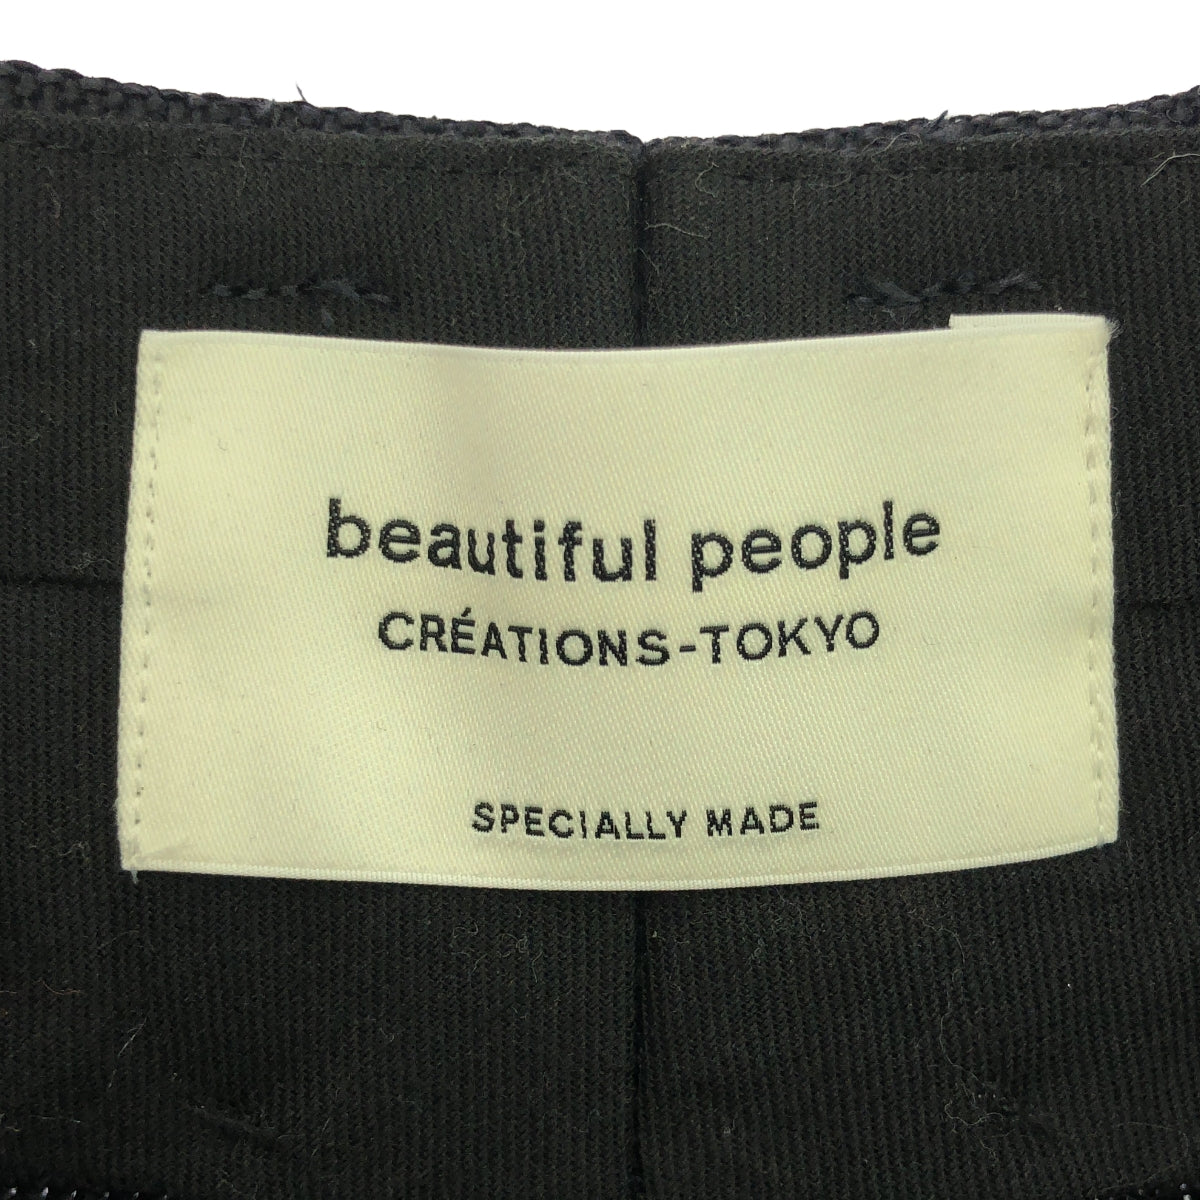 beautiful people
CRÉATIONS-TOKYO
SPECIALLY MADE